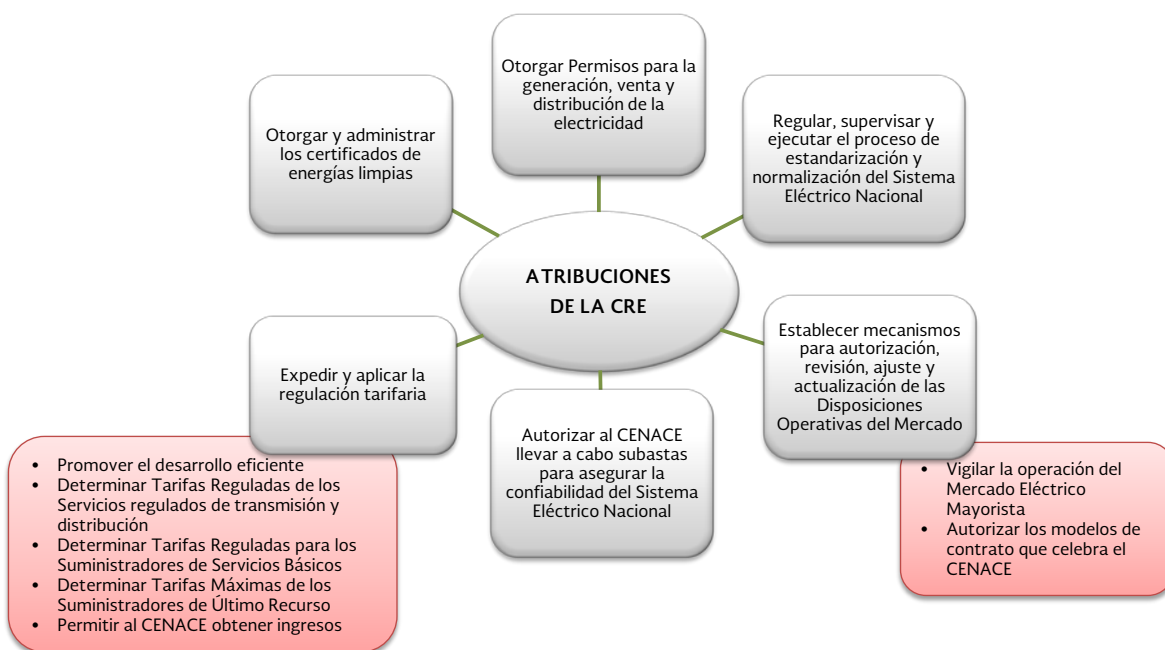 Otorgar Permisos para la
generación, venta y
distribución de la
electricidad
Otorgar y administrar
los certificados de
energías limpias
Regular, supervisar y
ejecutar el proceso de
estandarización y
normalización del Sistema
Eléctrico Nacional
ATRIBUCIONES
DE LA CRE
Expedir y aplicar la
regulación tarifaria
Establecer mecanismos
para autorización,
revisión, ajuste y
actualización de las
Disposiciones
Operativas del Mercado
Autorizar al CENACE
llevar a cabo subastas
para asegurar la
confiabilidad del Sistema
Eléctrico Nacional
• Promover el desarrollo eficiente
• Determinar Tarifas Reguladas de los
Servicios regulados de transmisión y
distribución
• Determinar Tarifas Reguladas para los
Suministradores de Servicios Básicos
• Determinar Tarifas Máximas de los
Suministradores de Último Recurso
• Permitir al CENACE obtener ingresos
• Vigilar la operación del
Mercado Eléctrico
Mayorista
• Autorizar los modelos de
contrato que celebra el
CENACE